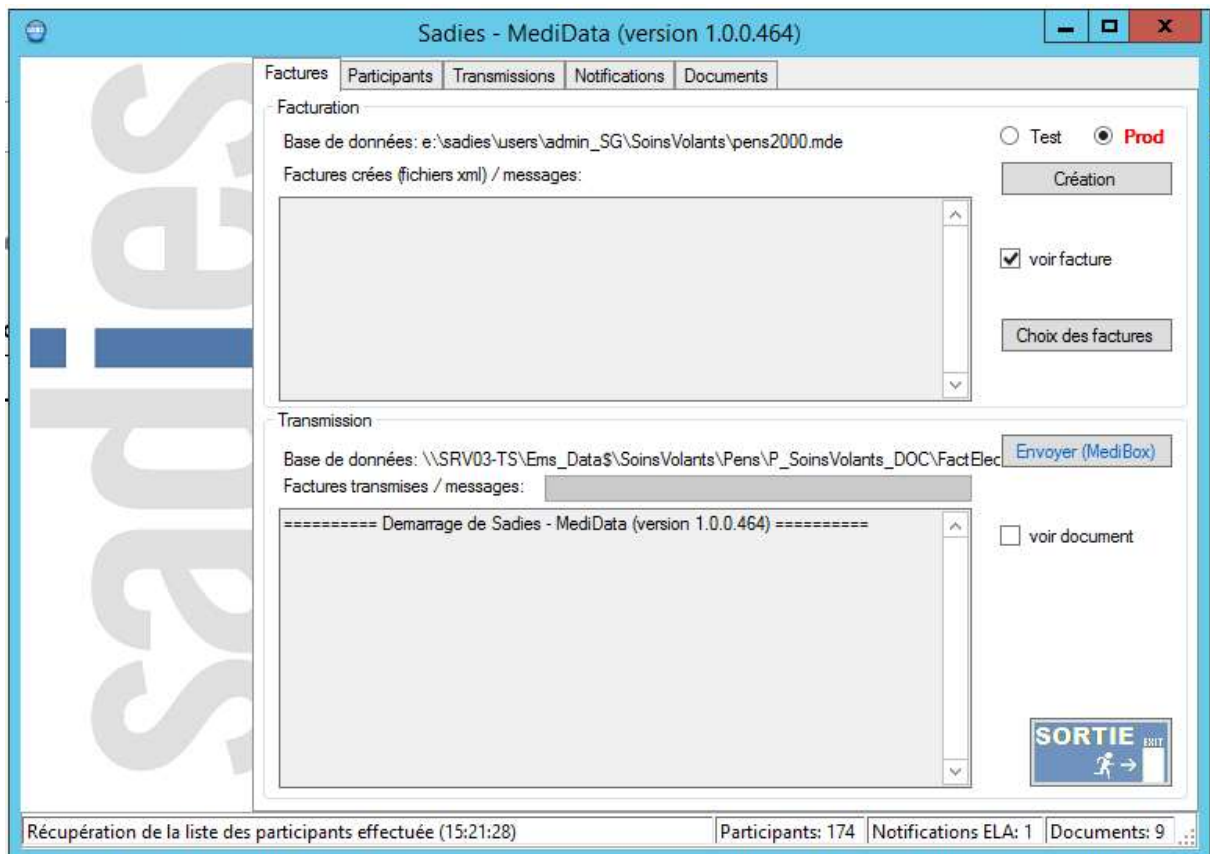 Sadies - MediData (version 1.0.0.464)
Factures
Participants
Transmissions
Notifications
Documents
Facturation
Base de données: e:\sadies\users\admin_SG\SoinsVolants\pens2000.mde
Test
Prod
Factures crées (fichiers xml) / messages:
Création
voir facture
Choix des factures
Transmission
Base de données: \\SRV03-TS\Ems_Data$\SoinsVolants\Pens\P_SoinsVolants_DOC\FactElec
Envoyer (MediBox)
Factures transmises / messages:
========== Demarrage de Sadies - MediData (version 1.0.0.464) ==========
voir document
SORTIE EXIT
sadies
Récupération de la liste des participants effectuée (15:21:28)
Participants: 174
Notifications ELA: 1
Documents: 9